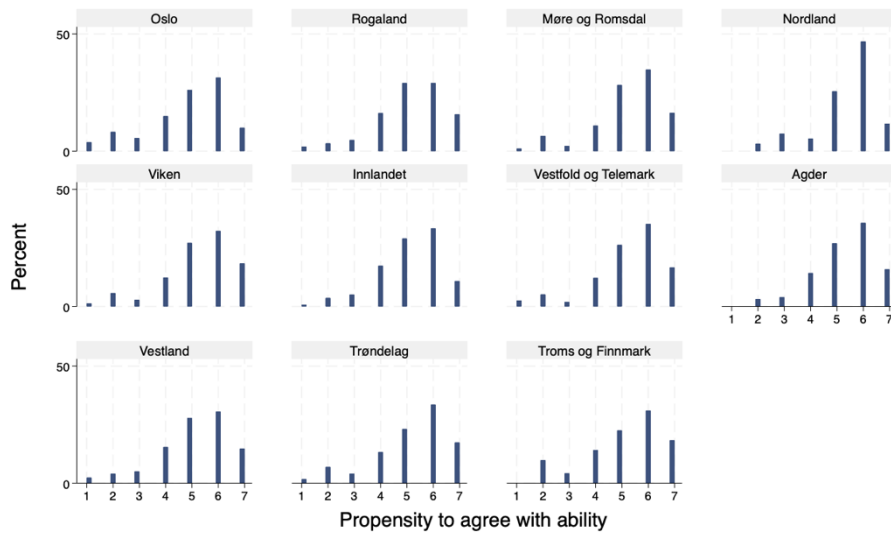 Oslo Rogaland Møre og Romsdal Nordland
50
0
Viken Innlandet Vestfold og Telemark Agder
50
0
1 2 3 4 5 6 7
Vestland Trøndelag Troms og Finnmark
50
0
1 2 3 4 5 6 7 1 2 3 4 5 6 7 1 2 3 4 5 6 7
Percent
Propensity to agree with ability